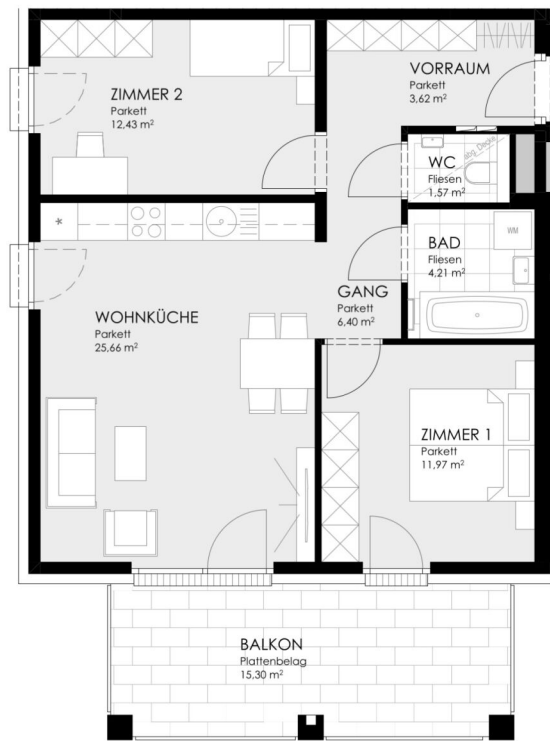 ZIMMER 2
Parkett
12,43 m²
VORRAUM
Parkett
3,62 m²
abg. Decke
WC
Fliesen
1,57 m²
BAD
Fliesen
4,21 m²
WM
GANG
Parkett
6,40 m²
*
WOHNKÜCHE
Parkett
25,66 m²
ZIMMER 1
Parkett
11,97 m²
BALKON
Plattenbelag
15,30 m²